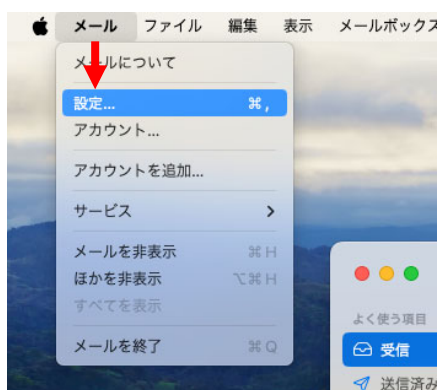 メール ファイル 編集 表示 メールボックス
メールについて
設定... ⌘ ,
アカウント...
アカウントを追加...
サービス
メールを非表示 ⌘ H
ほかを非表示 ⌥ ⌘ H
すべてを表示
メールを終了 ⌘ Q
よく使う項目
受信
送信済み